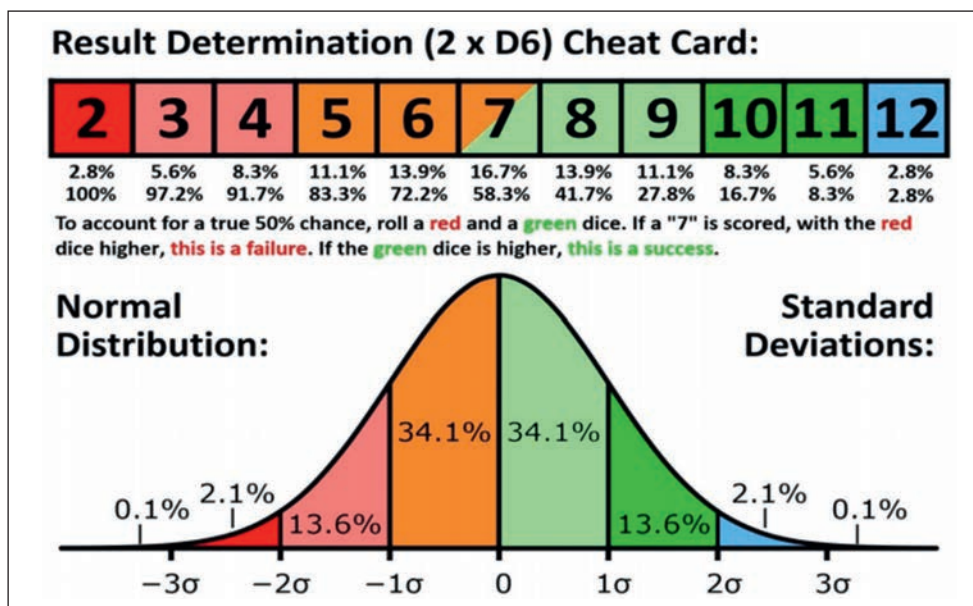 Result Determination (2 x D6) Cheat Card:
2 3 4 5 6 7 8 9 10 11 12
2.8% 5.6% 8.3% 11.1% 13.9% 16.7% 13.9% 11.1% 8.3% 5.6% 2.8%
100% 97.2% 91.7% 83.3% 72.2% 58.3% 41.7% 27.8% 16.7% 8.3% 2.8%
To account for a true 50% chance, roll a red and a green dice. If a "7" is scored, with the red
dice higher, this is a failure. If the green dice is higher, this is a success.
Normal
Distribution:
Standard
Deviations:
34.1% 34.1%
0.1% 2.1% 2.1% 0.1%
13.6% 13.6%
−3σ −2σ −1σ 0 1σ 2σ 3σ